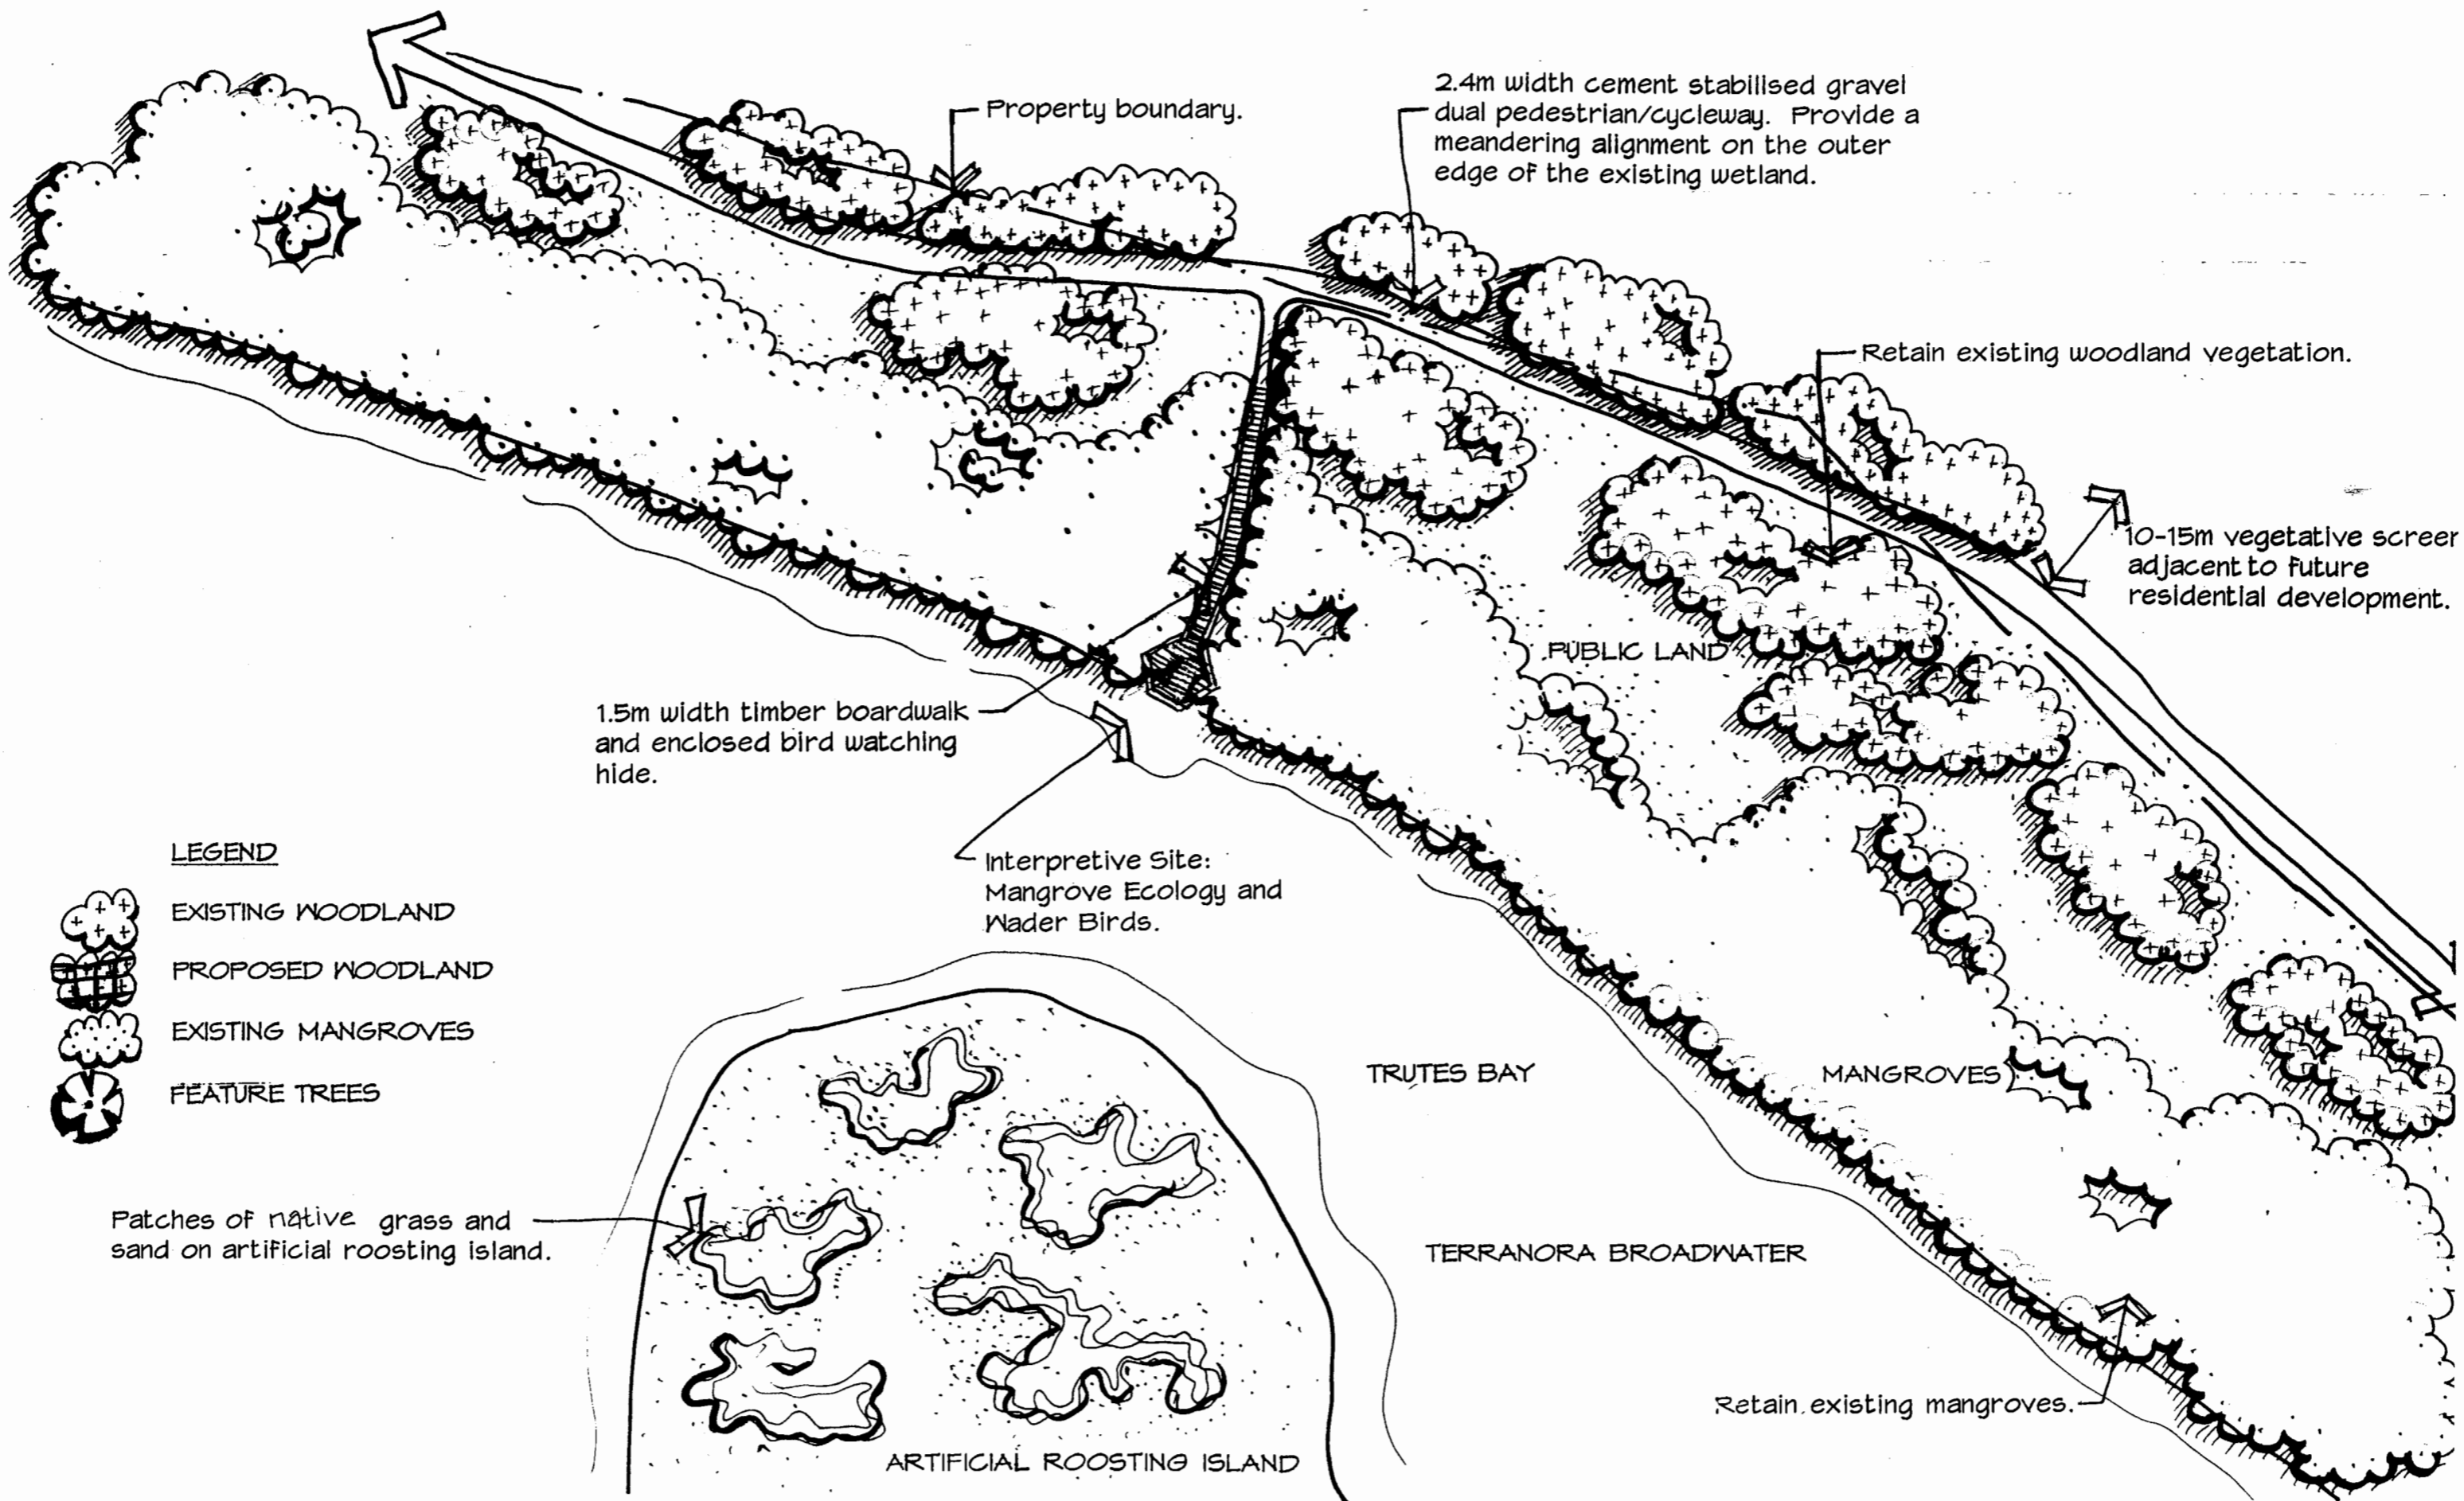 Property boundary.
2.4m width cement stabilised gravel
dual pedestrian/cycleway. Provide a
meandering alignment on the outer
edge of the existing wetland.
Retain existing woodland vegetation.
10-15m vegetative screer
adjacent to future
residential development.
PUBLIC LAND
1.5m width timber boardwalk
and enclosed bird watching
hide.
Interpretive Site:
Mangrove Ecology and
Wader Birds.
LEGEND
EXISTING WOODLAND
PROPOSED WOODLAND
EXISTING MANGROVES
FEATURE TREES
TRUTES BAY
MANGROVES
Patches of native grass and
sand on artificial roosting island.
TERRANORA BROADWATER
Retain existing mangroves.
ARTIFICIAL ROOSTING ISLAND